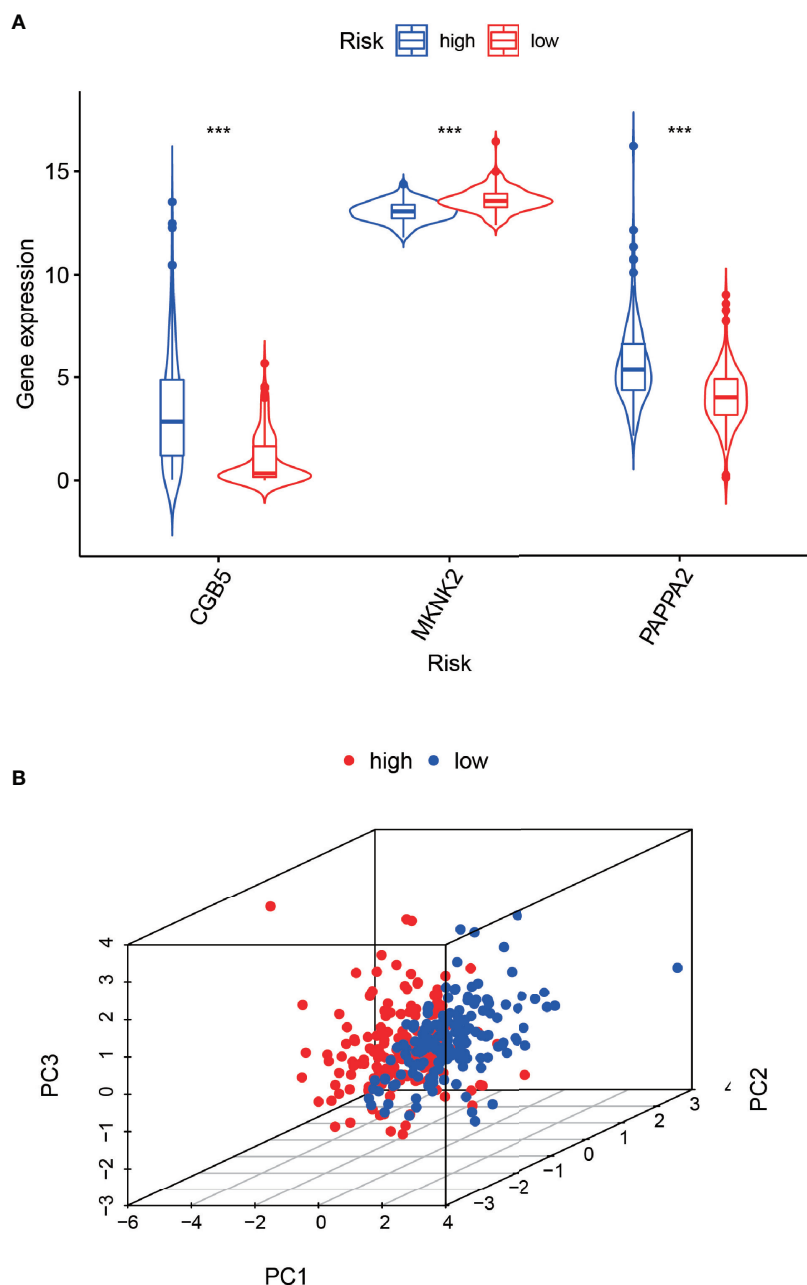 A
Risk high low
*** *** ***
15
10
5
0
Gene expression
CGB5 MKNK2 PAPPA2
Risk
B
high low
4
3
2
1
0
−1
−2
−3
PC3
−6 −4 −2 0 2 4
PC1
−3
−2
−1
0
1
2
3
4
PC2